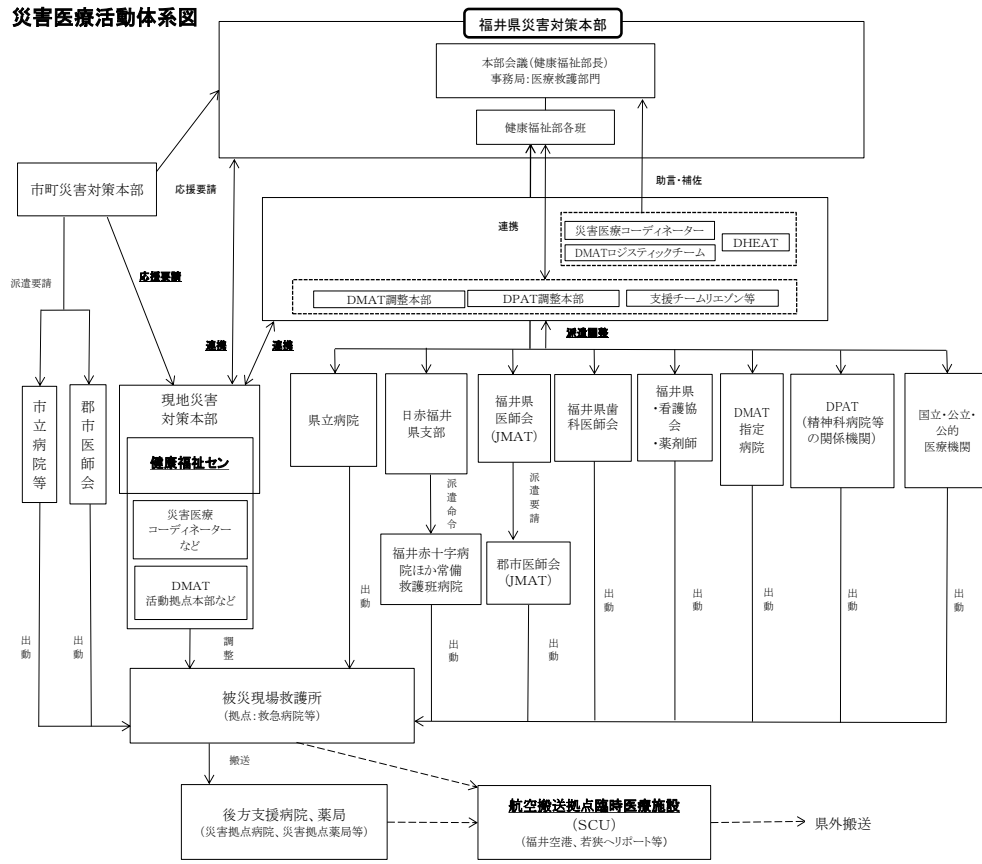 災害医療活動体系図
福井県災害対策本部
本部会議(健康福祉部長)
事務局:医療救護部門
健康福祉部各班
市町災害対策本部
応援要請
助言・補佐
連携
災害医療コーディネーター
DMATロジスティックチーム
DHEAT
DMAT調整本部
DPAT調整本部
支援チームリエゾン等
派遣要請
応援要請
連携
連携
派遣調整
市立病院等
郡市医師会
現地災害
対策本部
健康福祉セン
災害医療
コーディネーター
など
DMAT
活動拠点本部など
県立病院
日赤福井
県支部
福井県
医師会
(JMAT)
福井県歯
科医師会
福井県
・看護協
会
・薬剤師
DMAT
指定
病院
DPAT
(精神科病院等
の関係機関)
国立・公立・
公的
医療機関
派遣命令
派遣要請
福井赤十字病
院ほか常備
救護班病院
郡市医師会
(JMAT)
出動
出動
調整
出動
出動
出動
出動
出動
出動
出動
出動
被災現場救護所
(拠点:救急病院等)
搬送
後方支援病院、薬局
(災害拠点病院、災害拠点薬局等)
航空搬送拠点臨時医療施設
(SCU)
(福井空港、若狭ヘリポート等)
県外搬送